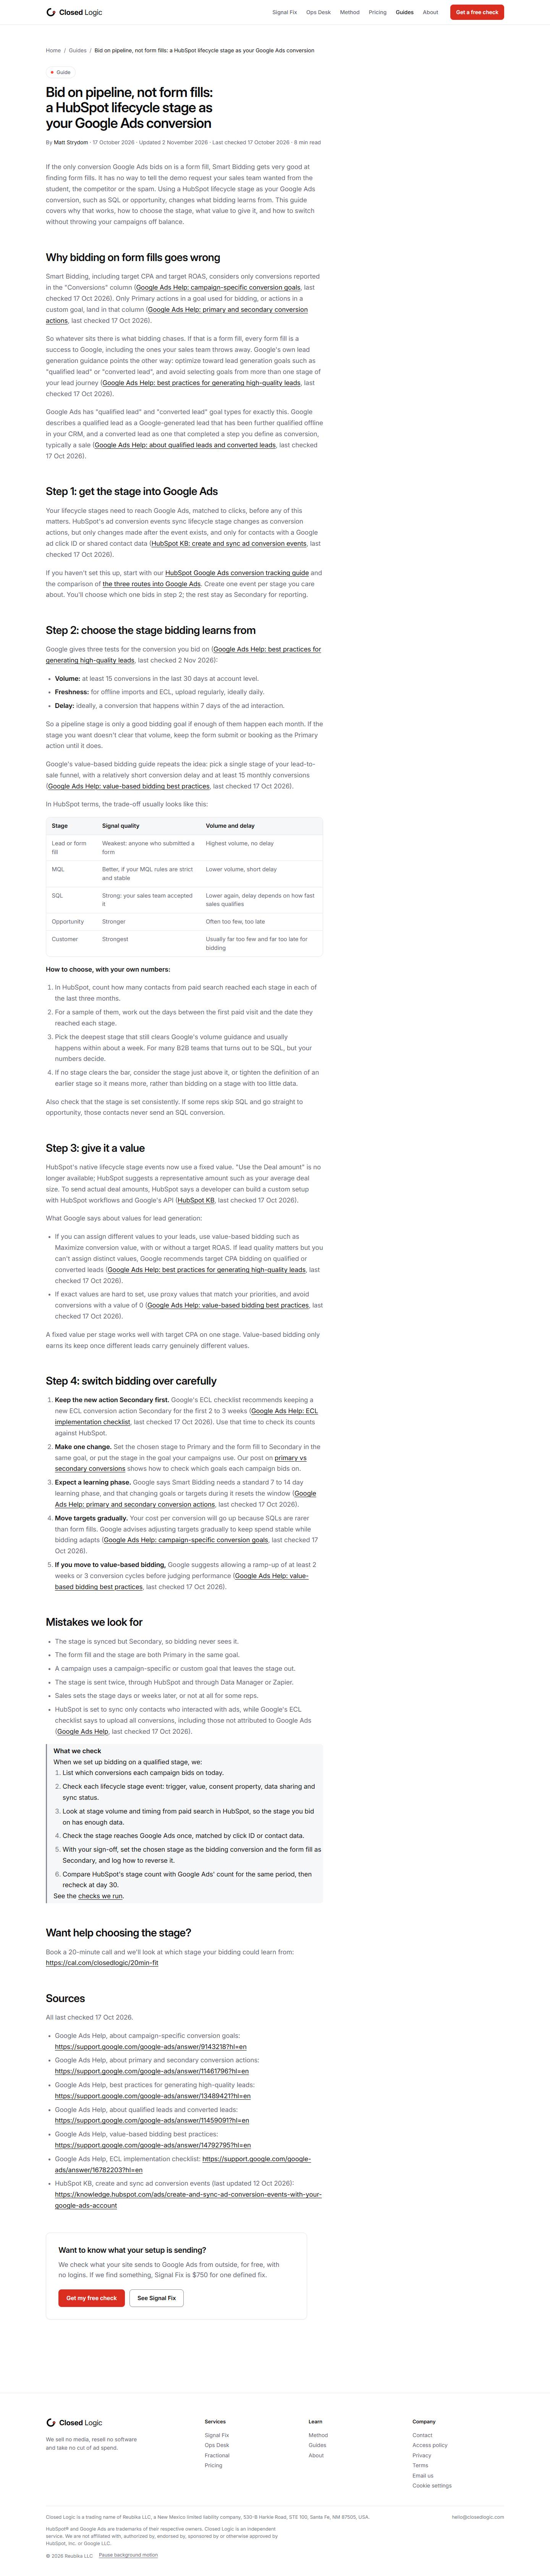 Closed Logic
Signal Fix Ops Desk Method Pricing Guides About Get a free check
Home / Guides / Bid on pipeline, not form fills: a HubSpot lifecycle stage as your Google Ads conversion
Guide
Bid on pipeline, not form fills:
a HubSpot lifecycle stage as
your Google Ads conversion
By Matt Strydom · 17 October 2026 · Updated 2 November 2026 · Last checked 17 October 2026 · 8 min read
If the only conversion Google Ads bids on is a form fill, Smart Bidding gets very good at
finding form fills. It has no way to tell the demo request your sales team wanted from the
student, the competitor or the spam. Using a HubSpot lifecycle stage as your Google Ads
conversion, such as SQL or opportunity, changes what bidding learns from. This guide
covers why that works, how to choose the stage, what value to give it, and how to switch
without throwing your campaigns off balance.
Why bidding on form fills goes wrong
Smart Bidding, including target CPA and target ROAS, considers only conversions reported
in the "Conversions" column (Google Ads Help: campaign-specific conversion goals, last
checked 17 Oct 2026). Only Primary actions in a goal used for bidding, or actions in a
custom goal, land in that column (Google Ads Help: primary and secondary conversion
actions, last checked 17 Oct 2026).
So whatever sits there is what bidding chases. If that is a form fill, every form fill is a
success to Google, including the ones your sales team throws away. Google's own lead
generation guidance points the other way: optimize toward lead generation goals such as
"qualified lead" or "converted lead", and avoid selecting goals from more than one stage of
your lead journey (Google Ads Help: best practices for generating high-quality leads, last
checked 17 Oct 2026).
Google Ads has "qualified lead" and "converted lead" goal types for exactly this. Google
describes a qualified lead as a Google-generated lead that has been further qualified offline
in your CRM, and a converted lead as one that completed a step you define as conversion,
typically a sale (Google Ads Help: about qualified leads and converted leads, last checked
17 Oct 2026).
Step 1: get the stage into Google Ads
Your lifecycle stages need to reach Google Ads, matched to clicks, before any of this
matters. HubSpot's ad conversion events sync lifecycle stage changes as conversion
actions, but only changes made after the event exists, and only for contacts with a Google
ad click ID or shared contact data (HubSpot KB: create and sync ad conversion events, last
checked 17 Oct 2026).
If you haven't set this up, start with our HubSpot Google Ads conversion tracking guide and
the comparison of the three routes into Google Ads. Create one event per stage you care
about. You'll choose which one bids in step 2; the rest stay as Secondary for reporting.
Step 2: choose the stage bidding learns from
Google gives three tests for the conversion you bid on (Google Ads Help: best practices for
generating high-quality leads, last checked 2 Nov 2026):
• Volume: at least 15 conversions in the last 30 days at account level.
• Freshness: for offline imports and ECL, upload regularly, ideally daily.
• Delay: ideally, a conversion that happens within 7 days of the ad interaction.
So a pipeline stage is only a good bidding goal if enough of them happen each month. If the
stage you want doesn't clear that volume, keep the form submit or booking as the Primary
action until it does.
Google's value-based bidding guide repeats the idea: pick a single stage of your lead-to-
sale funnel, with a relatively short conversion delay and at least 15 monthly conversions
(Google Ads Help: value-based bidding best practices, last checked 17 Oct 2026).
In HubSpot terms, the trade-off usually looks like this:
Stage Signal quality Volume and delay
Lead or form fill Weakest: anyone who submitted a form Highest volume, no delay
MQL Better, if your MQL rules are strict and stable Lower volume, short delay
SQL Strong: your sales team accepted it Lower again, delay depends on how fast sales qualifies
Opportunity Stronger Often too few, too late
Customer Strongest Usually far too few and far too late for bidding
How to choose, with your own numbers:
1. In HubSpot, count how many contacts from paid search reached each stage in each of
the last three months.
2. For a sample of them, work out the days between the first paid visit and the date they
reached each stage.
3. Pick the deepest stage that still clears Google's volume guidance and usually
happens within about a week. For many B2B teams that turns out to be SQL, but your
numbers decide.
4. If no stage clears the bar, consider the stage just above it, or tighten the definition of an
earlier stage so it means more, rather than bidding on a stage with too little data.
Also check that the stage is set consistently. If some reps skip SQL and go straight to
opportunity, those contacts never send an SQL conversion.
Step 3: give it a value
HubSpot's native lifecycle stage events now use a fixed value. "Use the Deal amount" is no
longer available; HubSpot suggests a representative amount such as your average deal
size. To send actual deal amounts, HubSpot says a developer can build a custom setup
with HubSpot workflows and Google's API (HubSpot KB, last checked 17 Oct 2026).
What Google says about values for lead generation:
• If you can assign different values to your leads, use value-based bidding such as
Maximize conversion value, with or without a target ROAS. If lead quality matters but you
can't assign distinct values, Google recommends target CPA bidding on qualified or
converted leads (Google Ads Help: best practices for generating high-quality leads, last
checked 17 Oct 2026).
• If exact values are hard to set, use proxy values that match your priorities, and avoid
conversions with a value of 0 (Google Ads Help: value-based bidding best practices, last
checked 17 Oct 2026).
A fixed value per stage works well with target CPA on one stage. Value-based bidding only
earns its keep once different leads carry genuinely different values.
Step 4: switch bidding over carefully
1. Keep the new action Secondary first. Google's ECL checklist recommends keeping a
new ECL conversion action Secondary for the first 2 to 3 weeks (Google Ads Help: ECL
implementation checklist, last checked 17 Oct 2026). Use that time to check its counts
against HubSpot.
2. Make one change. Set the chosen stage to Primary and the form fill to Secondary in the
same goal, or put the stage in the goal your campaigns use. Our post on primary vs
secondary conversions shows how to check which goals each campaign bids on.
3. Expect a learning phase. Google says Smart Bidding needs a standard 7 to 14 day
learning phase, and that changing goals or targets during it resets the window (Google
Ads Help: primary and secondary conversion actions, last checked 17 Oct 2026).
4. Move targets gradually. Your cost per conversion will go up because SQLs are rarer
than form fills. Google advises adjusting targets gradually to keep spend stable while
bidding adapts (Google Ads Help: campaign-specific conversion goals, last checked 17
Oct 2026).
5. If you move to value-based bidding, Google suggests allowing a ramp-up of at least 2
weeks or 3 conversion cycles before judging performance (Google Ads Help: value-
based bidding best practices, last checked 17 Oct 2026).
Mistakes we look for
• The stage is synced but Secondary, so bidding never sees it.
• The form fill and the stage are both Primary in the same goal.
• A campaign uses a campaign-specific or custom goal that leaves the stage out.
• The stage is sent twice, through HubSpot and through Data Manager or Zapier.
• Sales sets the stage days or weeks later, or not at all for some reps.
• HubSpot is set to sync only contacts who interacted with ads, while Google's ECL
checklist says to upload all conversions, including those not attributed to Google Ads
(Google Ads Help, last checked 17 Oct 2026).
What we check
When we set up bidding on a qualified stage, we:
1. List which conversions each campaign bids on today.
2. Check each lifecycle stage event: trigger, value, consent property, data sharing and
sync status.
3. Look at stage volume and timing from paid search in HubSpot, so the stage you bid
on has enough data.
4. Check the stage reaches Google Ads once, matched by click ID or contact data.
5. With your sign-off, set the chosen stage as the bidding conversion and the form fill as
Secondary, and log how to reverse it.
6. Compare HubSpot's stage count with Google Ads' count for the same period, then
recheck at day 30.
See the checks we run.
Want help choosing the stage?
Book a 20-minute call and we'll look at which stage your bidding could learn from:
https://cal.com/closedlogic/20min-fit
Sources
All last checked 17 Oct 2026.
• Google Ads Help, about campaign-specific conversion goals:
https://support.google.com/google-ads/answer/9143218?hl=en
• Google Ads Help, about primary and secondary conversion actions:
https://support.google.com/google-ads/answer/11461796?hl=en
• Google Ads Help, best practices for generating high-quality leads:
https://support.google.com/google-ads/answer/13489421?hl=en
• Google Ads Help, about qualified leads and converted leads:
https://support.google.com/google-ads/answer/11459091?hl=en
• Google Ads Help, value-based bidding best practices:
https://support.google.com/google-ads/answer/14792795?hl=en
• Google Ads Help, ECL implementation checklist: https://support.google.com/google-
ads/answer/16782203?hl=en
• HubSpot KB, create and sync ad conversion events (last updated 12 Oct 2026):
https://knowledge.hubspot.com/ads/create-and-sync-ad-conversion-events-with-your-
google-ads-account
Want to know what your setup is sending?
We check what your site sends to Google Ads from outside, for free, with
no logins. If we find something, Signal Fix is $750 for one defined fix.
Get my free check See Signal Fix
Closed Logic
We sell no media, resell no software
and take no cut of ad spend.
Services
Signal Fix
Ops Desk
Fractional
Pricing
Learn
Method
Guides
About
Company
Contact
Access policy
Privacy
Terms
Email us
Cookie settings
Closed Logic is a trading name of Reubika LLC, a New Mexico limited liability company, 530-B Harkle Road, STE 100, Santa Fe, NM 87505, USA.
hello@closedlogic.com
HubSpot® and Google Ads are trademarks of their respective owners. Closed Logic is an independent
service. We are not affiliated with, authorized by, endorsed by, sponsored by or otherwise approved by
HubSpot, Inc. or Google LLC.
© 2026 Reubika LLC Pause background motion